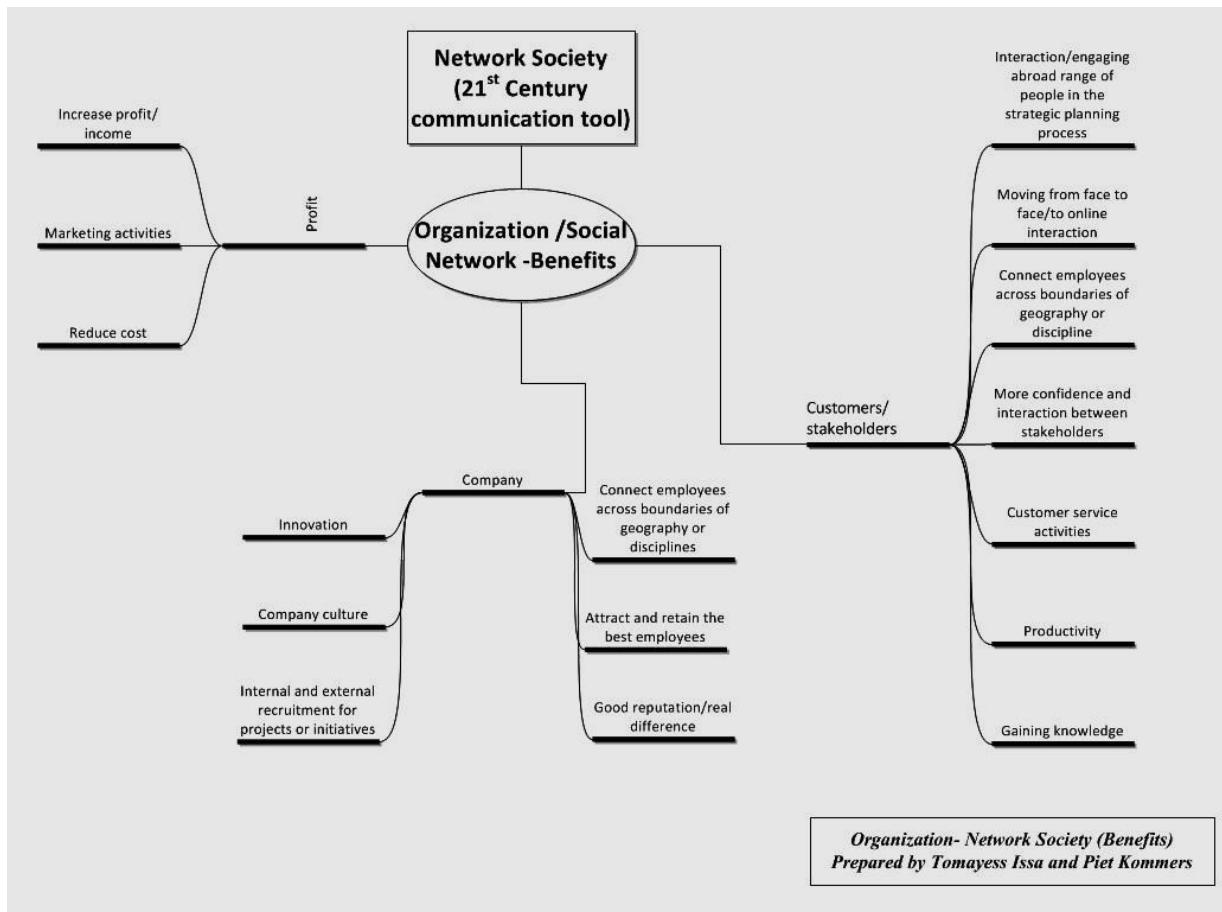 Network Society
(21st Century
communication tool)
Organization /Social
Network -Benefits
Profit
Increase profit/
income
Marketing activities
Reduce cost
Company
Innovation
Company culture
Internal and external
recruitment for
projects or initiatives
Connect employees
across boundaries of
geography or
disciplines
Attract and retain the
best employees
Good reputation/real
difference
Customers/
stakeholders
Interaction/engaging
abroad range of
people in the
strategic planning
process
Moving from face to
face/to online
interaction
Connect employees
across boundaries of
geography or
discipline
More confidence and
interaction between
stakeholders
Customer service
activities
Productivity
Gaining knowledge
Organization- Network Society (Benefits)
Prepared by Tomayess Issa and Piet Kommers